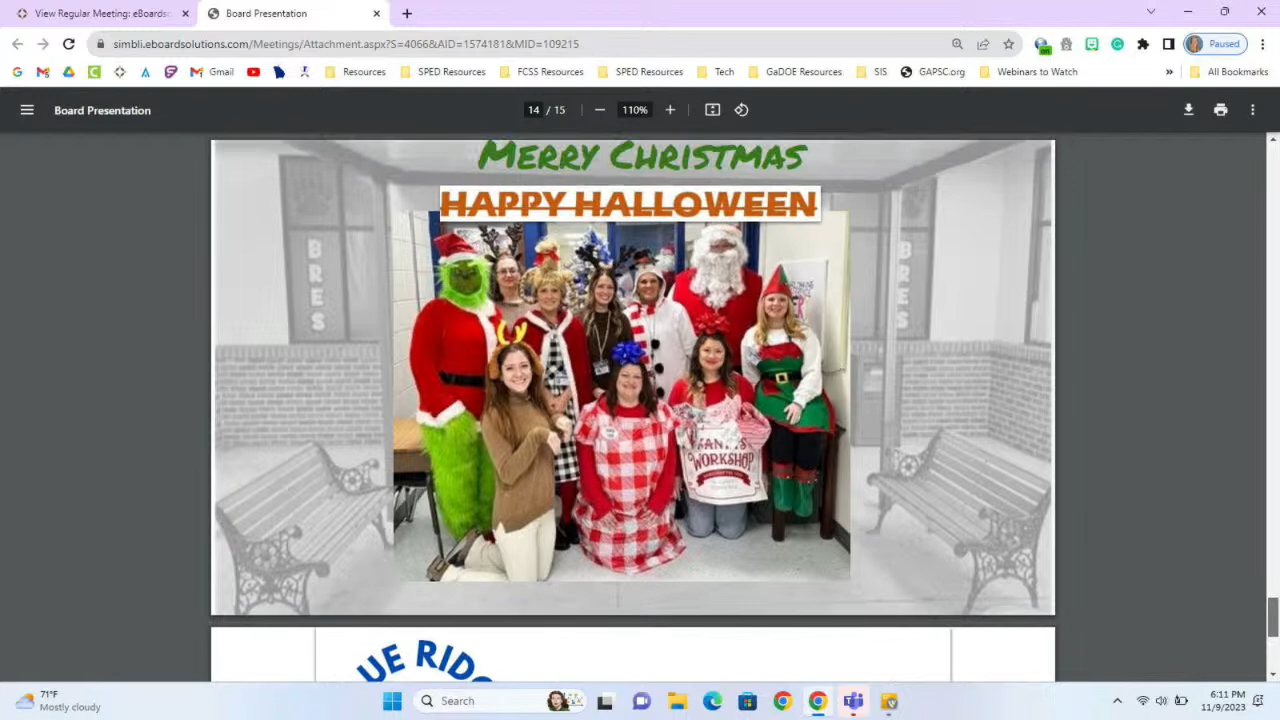 View Regular Meeting: eBoards
Board Presentation
simbli.eboardsolutions.com/Meetings/Attachment.aspx?S=4066&AID=1574181&MID=109215
on
Paused
Gmail
Resources
SPED Resources
FCSS Resources
SPED Resources
Tech
GaDOE Resources
SIS
GAPSC.org
Webinars to Watch
»
All Bookmarks
Board Presentation
14 / 15
110%
MERRY CHRISTMAS
HAPPY HALLOWEEN
BRES
BRES
SANTA'S
WORKSHOP
UE RIDG
71°F
Mostly cloudy
Search
6:11 PM
11/9/2023